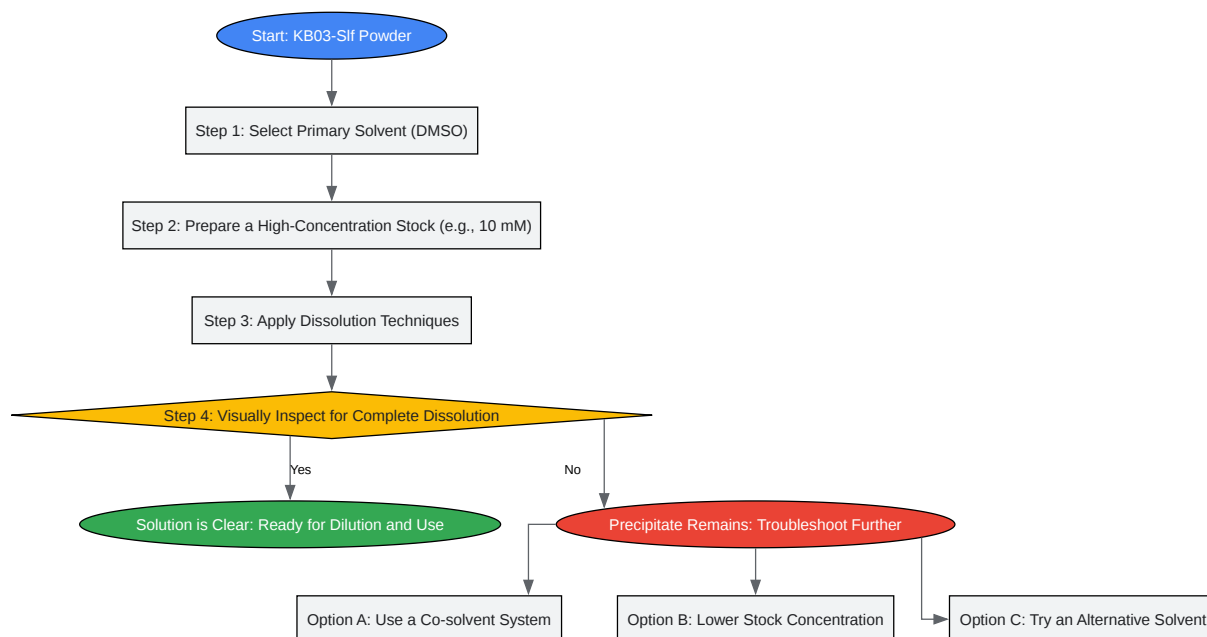 Start: KB03-Slf Powder
Step 1: Select Primary Solvent (DMSO)
Step 2: Prepare a High-Concentration Stock (e.g., 10 mM)
Step 3: Apply Dissolution Techniques
Step 4: Visually Inspect for Complete Dissolution
Yes
No
Solution is Clear: Ready for Dilution and Use
Precipitate Remains: Troubleshoot Further
Option A: Use a Co-solvent System
Option B: Lower Stock Concentration
Option C: Try an Alternative Solvent